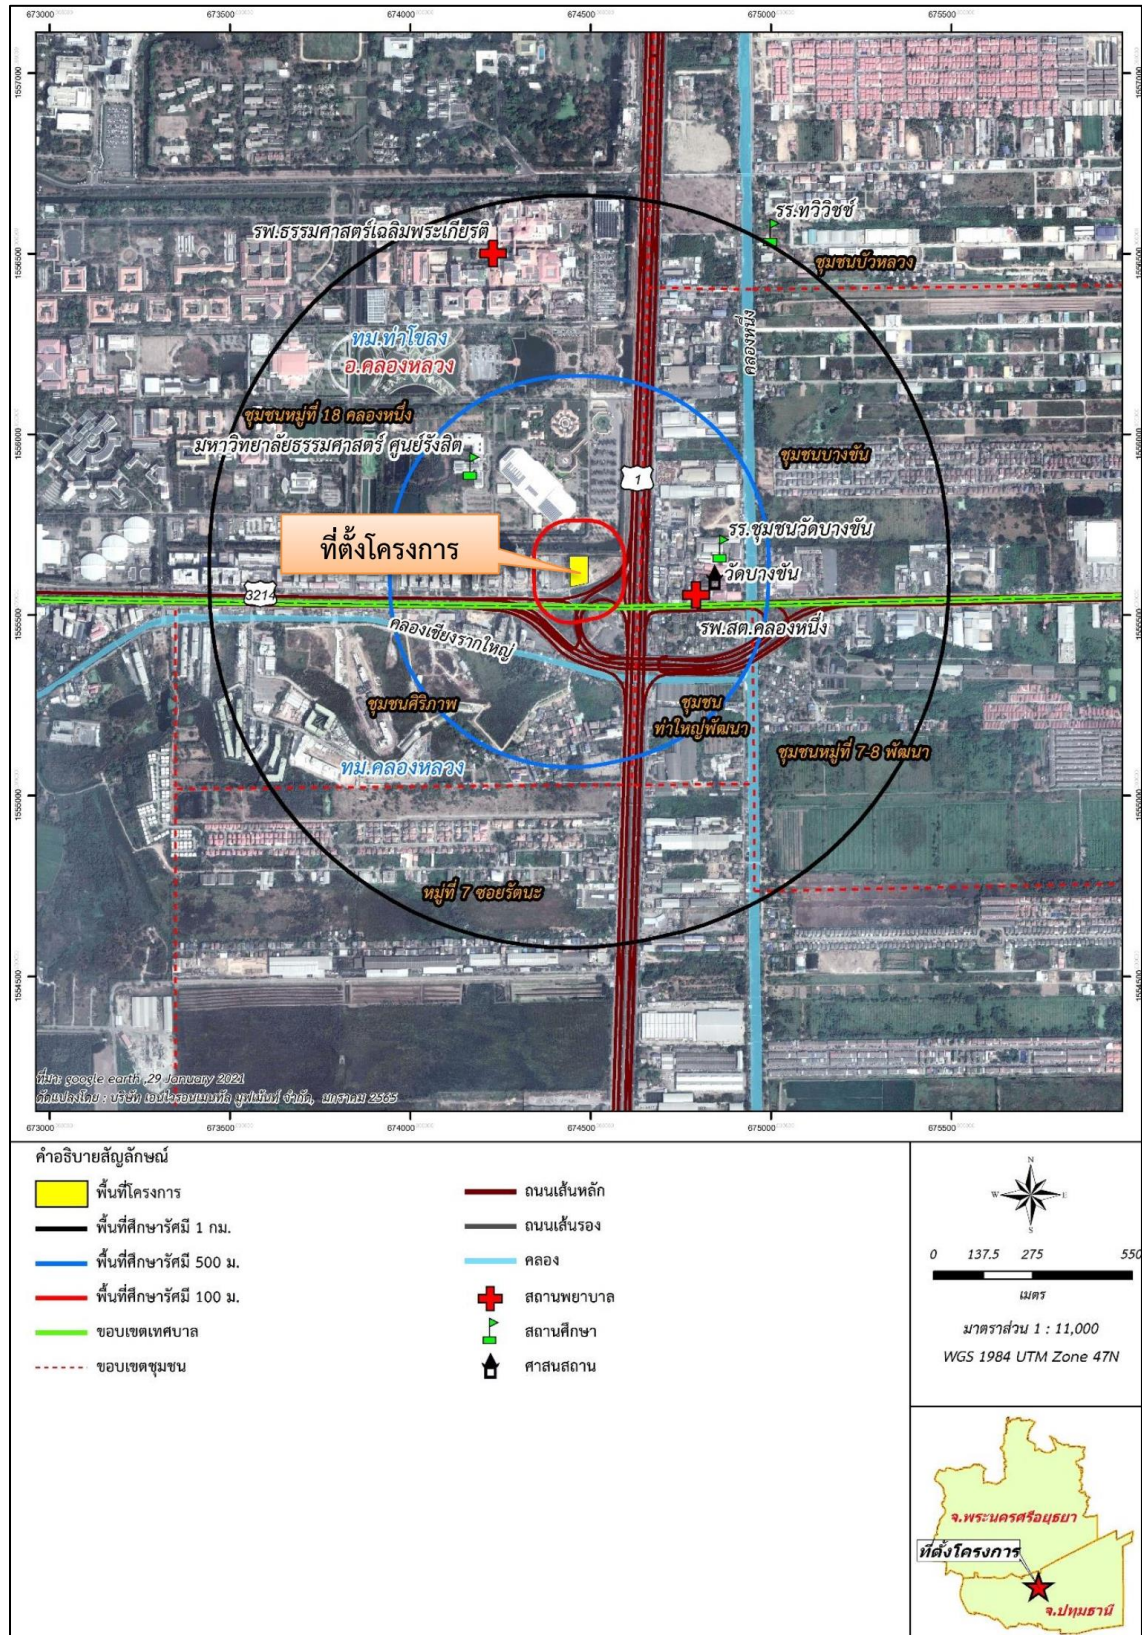 673000 673500 674000 674500 675000 675500
1557000 1557000
รร.ทวีวิชช์
รพ.ธรรมศาสตร์เฉลิมพระเกียรติ
1556500 1556500
ชุมชนบัวหลวง
คลองหนึ่ง
ทม.ท่าโขลง
อ.คลองหลวง
ชุมชนหมู่ที่ 18 คลองหนึ่ง
1556000 1556000
มหาวิทยาลัยธรรมศาสตร์ ศูนย์รังสิต
ชุมชนบางขัน
1
รร.ชุมชนวัดบางขัน
ที่ตั้งโครงการ
วัดบางขัน
3214
1555500 1555500
รพ.สต.คลองหนึ่ง
คลองเชียงรากใหญ่
ชุมชนศิริภาพ
ชุมชน
ท่าใหญ่พัฒนา
ชุมชนหมู่ที่ 7-8 พัฒนา
ทม.คลองหลวง
1555000 1555000
หมู่ที่ 7 ซอยรัตนะ
1554500 1554500
ที่มา: google earth ,29 January 2021
ดัดแปลงโดย : บริษัท เอนไวรอนเมนทัล มูฟเม้นท์ จำกัด, มกราคม 2565
673000 673500 674000 674500 675000 675500
คำอธิบายสัญลักษณ์
พื้นที่โครงการ
พื้นที่ศึกษารัศมี 1 กม.
พื้นที่ศึกษารัศมี 500 ม.
พื้นที่ศึกษารัศมี 100 ม.
ขอบเขตเทศบาล
ขอบเขตชุมชน
ถนนเส้นหลัก
ถนนเส้นรอง
คลอง
สถานพยาบาล
สถานศึกษา
ศาสนสถาน
N
W E
S
0 137.5 275 550
เมตร
มาตราส่วน 1 : 11,000
WGS 1984 UTM Zone 47N
จ.พระนครศรีอยุธยา
ที่ตั้งโครงการ
จ.ปทุมธานี